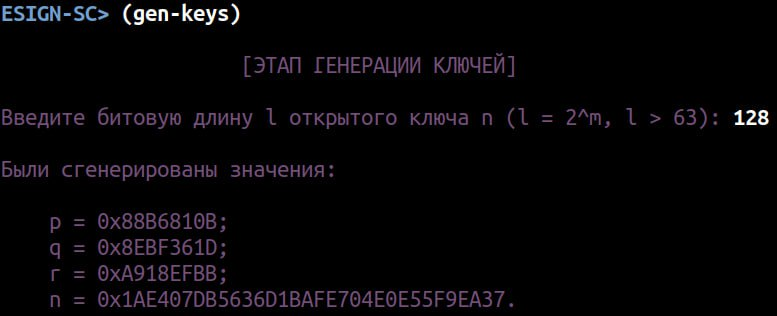 ESIGN-SC> (gen-keys)
[ЭТАП ГЕНЕРАЦИИ КЛЮЧЕЙ]
Введите битовую длину l открытого ключа n (l = 2^m, l > 63): 128
Были сгенерированы значения:
p = 0x88B6810B;
q = 0x8EBF361D;
r = 0xA918EFBB;
n = 0x1AE407DB5636D1BAFE704E0E55F9EA37.